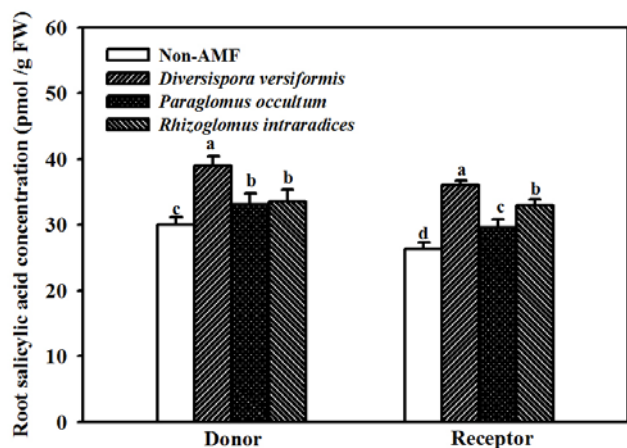 Root salicylic acid concentration (pmol /g FW)
60
50
40
30
20
10
0
Non-AMF
Diversispora versiformis
Paraglomus occultum
Rhizoglomus intraradices
c
a
b
b
d
a
c
b
Donor
Receptor